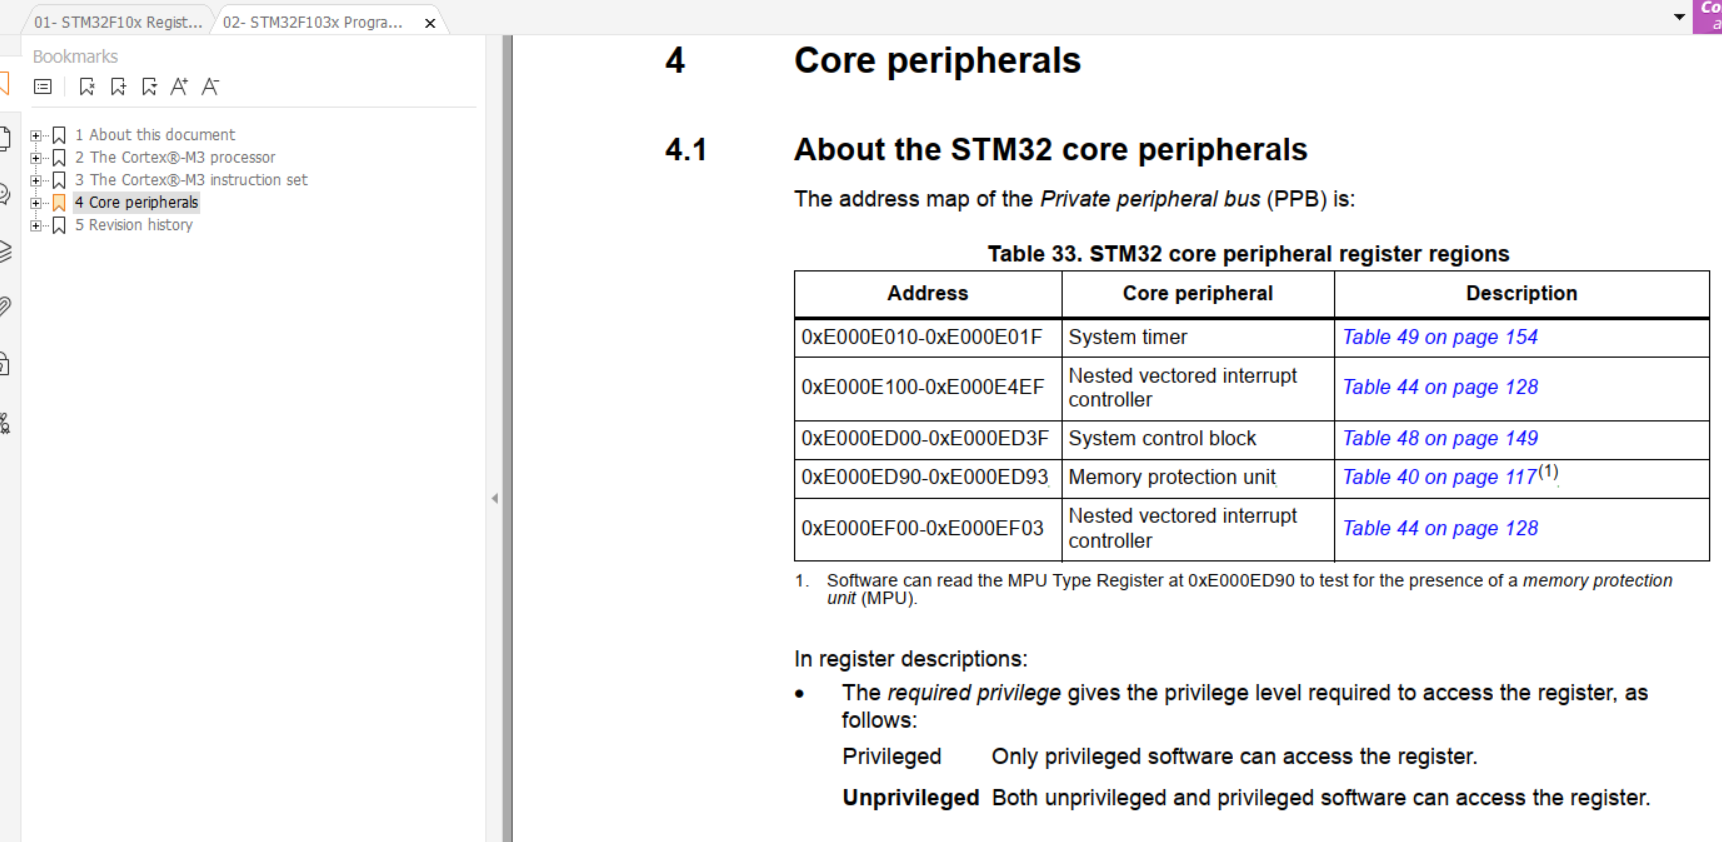 01- STM32F10x Regist...
02- STM32F103x Progra...
Co
a
Bookmarks
1 About this document
2 The Cortex®-M3 processor
3 The Cortex®-M3 instruction set
4 Core peripherals
5 Revision history
4 Core peripherals
4.1 About the STM32 core peripherals
The address map of the Private peripheral bus (PPB) is:
Table 33. STM32 core peripheral register regions
Address Core peripheral Description
0xE000E010-0xE000E01F System timer Table 49 on page 154
0xE000E100-0xE000E4EF Nested vectored interrupt controller Table 44 on page 128
0xE000ED00-0xE000ED3F System control block Table 48 on page 149
0xE000ED90-0xE000ED93 Memory protection unit Table 40 on page 117(1)
0xE000EF00-0xE000EF03 Nested vectored interrupt controller Table 44 on page 128
1. Software can read the MPU Type Register at 0xE000ED90 to test for the presence of a memory protection
unit (MPU).
In register descriptions:
• The required privilege gives the privilege level required to access the register, as
follows:
Privileged Only privileged software can access the register.
Unprivileged Both unprivileged and privileged software can access the register.